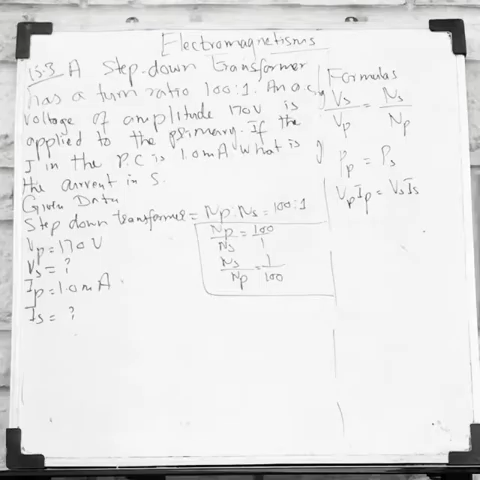 Electromagnetisms
15.3 A Step-down transformer
has a turn ratio 100:1. An a.c
voltage of amplitude 170V is
applied to the primary. If the
I in the P.C is 1.0mA what is
the current in S.
Given Data
Step down transformer = Np:Ns = 100:1
Vp = 170 V
Vs = ?
Ip = 1.0mA
Is = ?
Np/Ns = 100/1
Ns/Np = 1/100
Formulas
Vs/Vp = Ns/Np
Pp = Ps
VpIp = VsIs